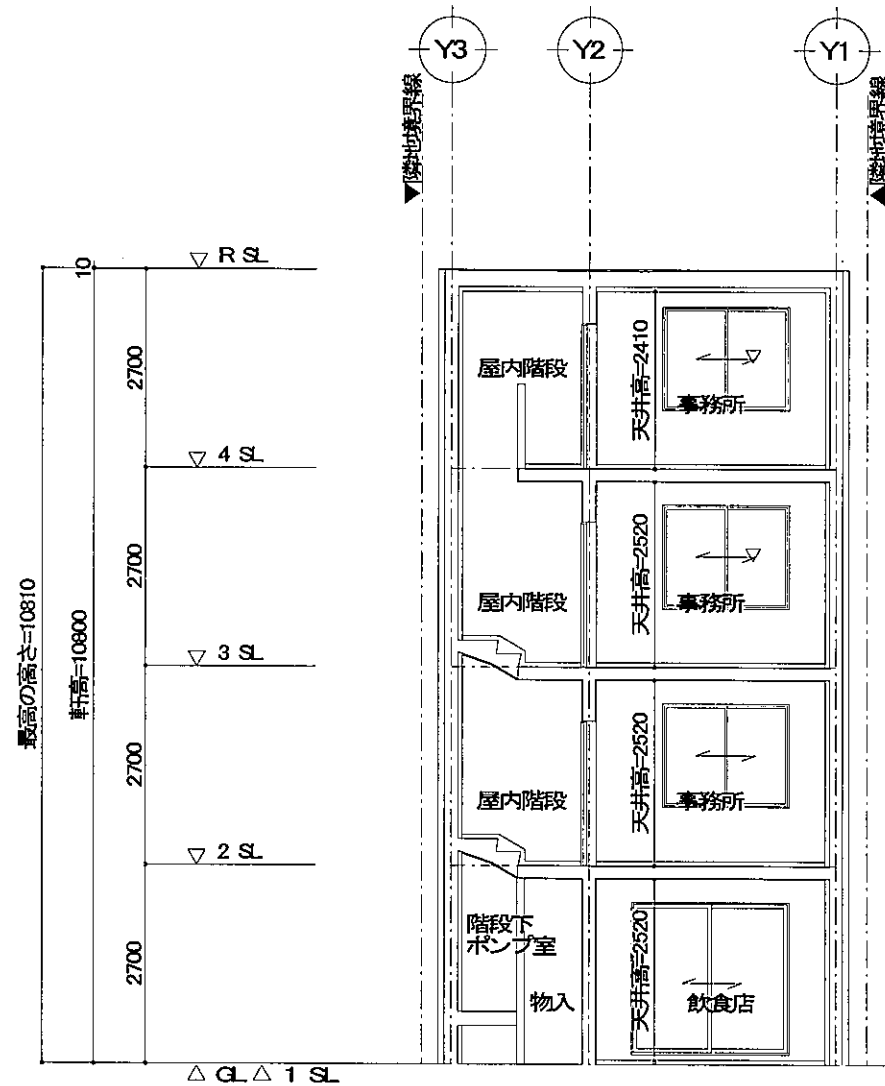 Y3
Y2
Y1
隣地境界線
隣地境界線
R SL
10
2700
屋内階段
天井高=2410
事務所
4 SL
2700
屋内階段
天井高=2520
事務所
最高の高さ=10810
軒高=10800
3 SL
2700
屋内階段
天井高=2520
事務所
2 SL
2700
階段下
ポンプ室
物入
天井高=2520
飲食店
GL
1 SL